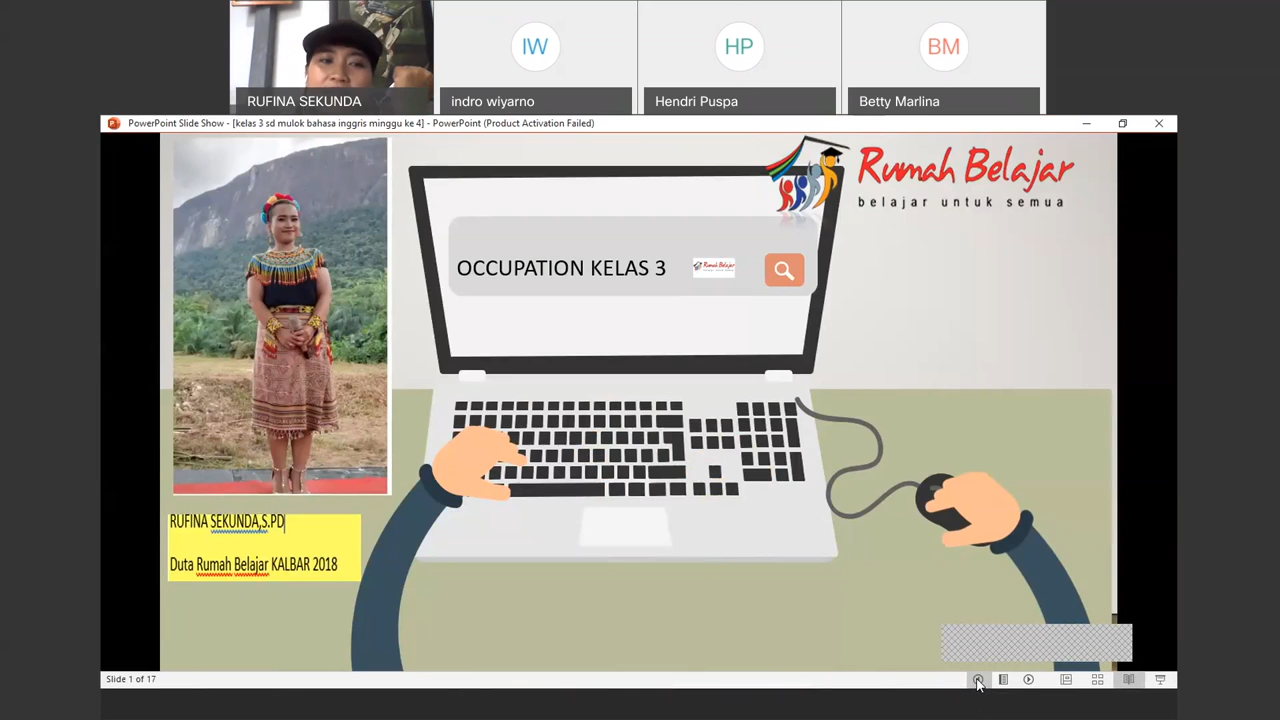 IW
HP
BM
RUFINA SEKUNDA
indro wiyarno
Hendri Puspa
Betty Marlina
PowerPoint Slide Show - [kelas 3 sd mulok bahasa inggris minggu ke 4] - PowerPoint (Product Activation Failed)
Rumah Belajar
belajar untuk semua
OCCUPATION KELAS 3
Rumah Belajar
RUFINA SEKUNDA,S.PD
Duta Rumah Belajar KALBAR 2018
Slide 1 of 17